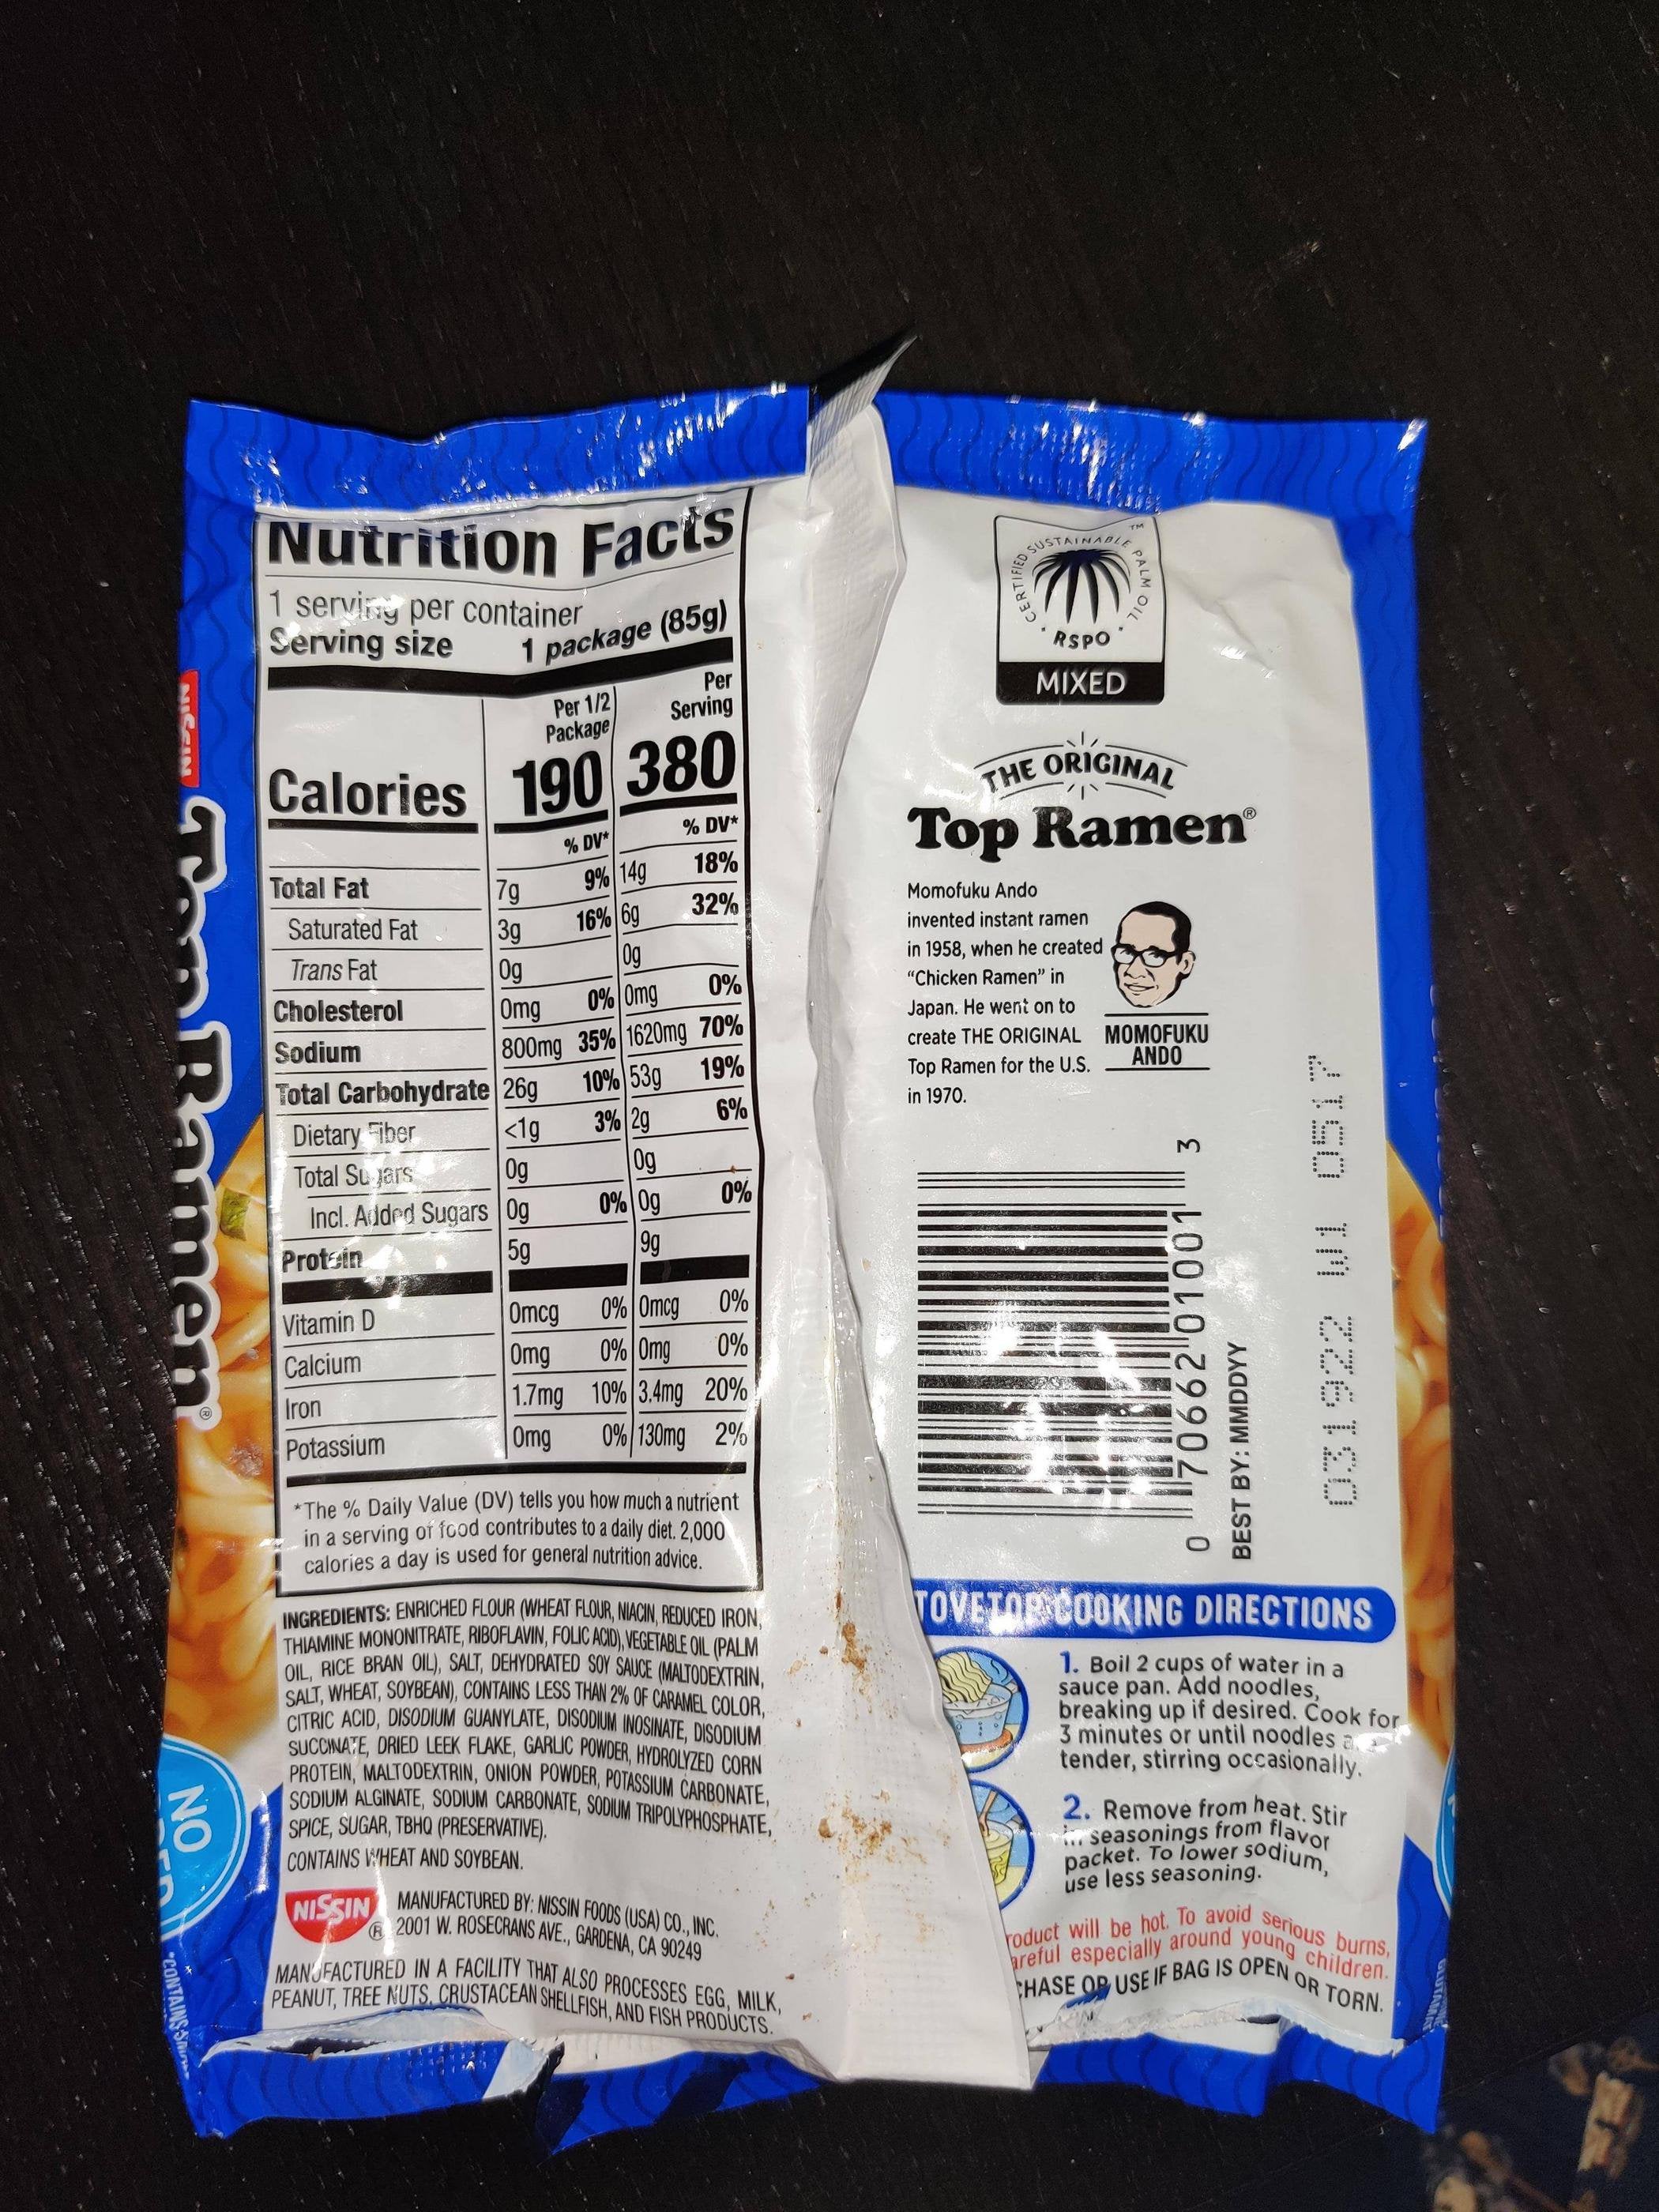 Nutrition Facts
1 serving per container
Serving size 1 package (85g)
Per 1/2 Package Per Serving
Calories 190 380
% DV* % DV*
Total Fat 7g 9% 14g 18%
Saturated Fat 3g 16% 6g 32%
Trans Fat 0g 0g
Cholesterol 0mg 0% 0mg 0%
Sodium 800mg 35% 1620mg 70%
Total Carbohydrate 26g 10% 53g 19%
Dietary Fiber <1g 3% 2g 6%
Total Sugars 0g 0g
Incl. Added Sugars 0g 0% 0g 0%
Protein 5g 9g
Vitamin D 0mcg 0% 0mcg 0%
Calcium 0mg 0% 0mg 0%
Iron 1.7mg 10% 3.4mg 20%
Potassium 0mg 0% 130mg 2%
*The % Daily Value (DV) tells you how much a nutrient
in a serving of food contributes to a daily diet. 2,000
calories a day is used for general nutrition advice.
INGREDIENTS: ENRICHED FLOUR (WHEAT FLOUR, NIACIN, REDUCED IRON,
THIAMINE MONONITRATE, RIBOFLAVIN, FOLIC ACID), VEGETABLE OIL (PALM
OIL, RICE BRAN OIL), SALT, DEHYDRATED SOY SAUCE (MALTODEXTRIN,
SALT, WHEAT, SOYBEAN), CONTAINS LESS THAN 2% OF CARAMEL COLOR,
CITRIC ACID, DISODIUM GUANYLATE, DISODIUM INOSINATE, DISODIUM
SUCCINATE, DRIED LEEK FLAKE, GARLIC POWDER, HYDROLYZED CORN
PROTEIN, MALTODEXTRIN, ONION POWDER, POTASSIUM CARBONATE,
SODIUM ALGINATE, SODIUM CARBONATE, SODIUM TRIPOLYPHOSPHATE,
SPICE, SUGAR, TBHQ (PRESERVATIVE).
CONTAINS WHEAT AND SOYBEAN.
NISSIN ®
MANUFACTURED BY: NISSIN FOODS (USA) CO., INC.
2001 W. ROSECRANS AVE., GARDENA, CA 90249
MANUFACTURED IN A FACILITY THAT ALSO PROCESSES EGG, MILK,
PEANUT, TREE NUTS, CRUSTACEAN SHELLFISH, AND FISH PRODUCTS.
CERTIFIED SUSTAINABLE PALM OIL ™
RSPO
MIXED
THE ORIGINAL
Top Ramen®
Momofuku Ando
invented instant ramen
in 1958, when he created
"Chicken Ramen" in
Japan. He went on to
create THE ORIGINAL
Top Ramen for the U.S.
in 1970.
MOMOFUKU
ANDO
0 70662 01001 3
BEST BY: MMDDYY
031922 U1 0517
TOVETOP COOKING DIRECTIONS
1. Boil 2 cups of water in a
sauce pan. Add noodles,
breaking up if desired. Cook for
3 minutes or until noodles
tender, stirring occasionally.
2. Remove from heat. Stir
in seasonings from flavor
packet. To lower sodium,
use less seasoning.
roduct will be hot. To avoid serious burns,
areful especially around young children.
CHASE OR USE IF BAG IS OPEN OR TORN.
NISSIN
Top Ramen®
NO
*CONTAINS